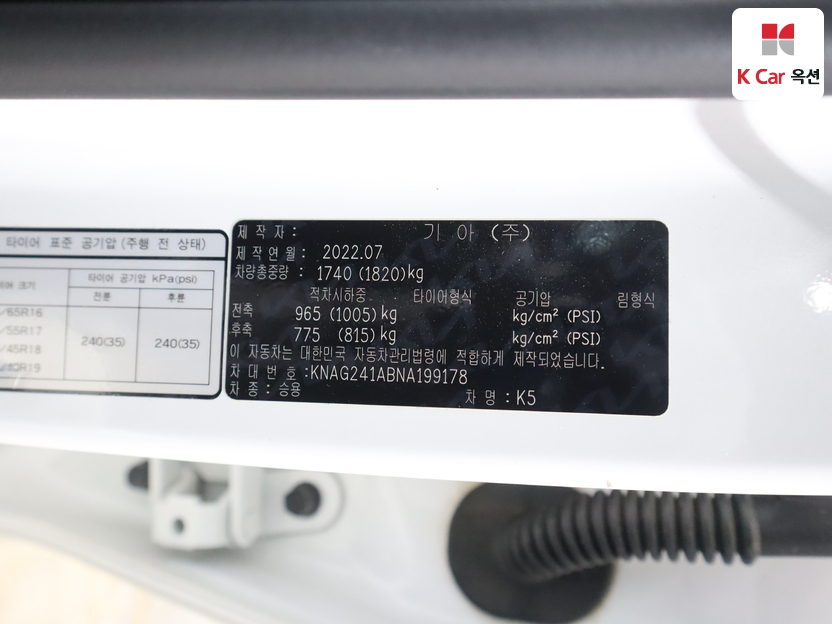 K Car 옥션
타이어 표준 공기압 (주행 전 상태)
크기 타이어 공기압 kPa(psi)
전륜 후륜
/65R16
/55R17
/45R18
R19
240(35) 240(35)
제 작 자 : 기 아 (주)
제 작 연 월 : 2022.07
차량총중량 : 1740 (1820)kg
적차시하중 타이어형식 공기압 림형식
전축 965 (1005)kg kg/cm² (PSI)
후축 775 (815)kg kg/cm² (PSI)
이 자동차는 대한민국 자동차관리법령에 적합하게 제작되었습니다.
차 대 번 호 :KNAG241ABNA199178
차 종 : 승용 차 명 : K5